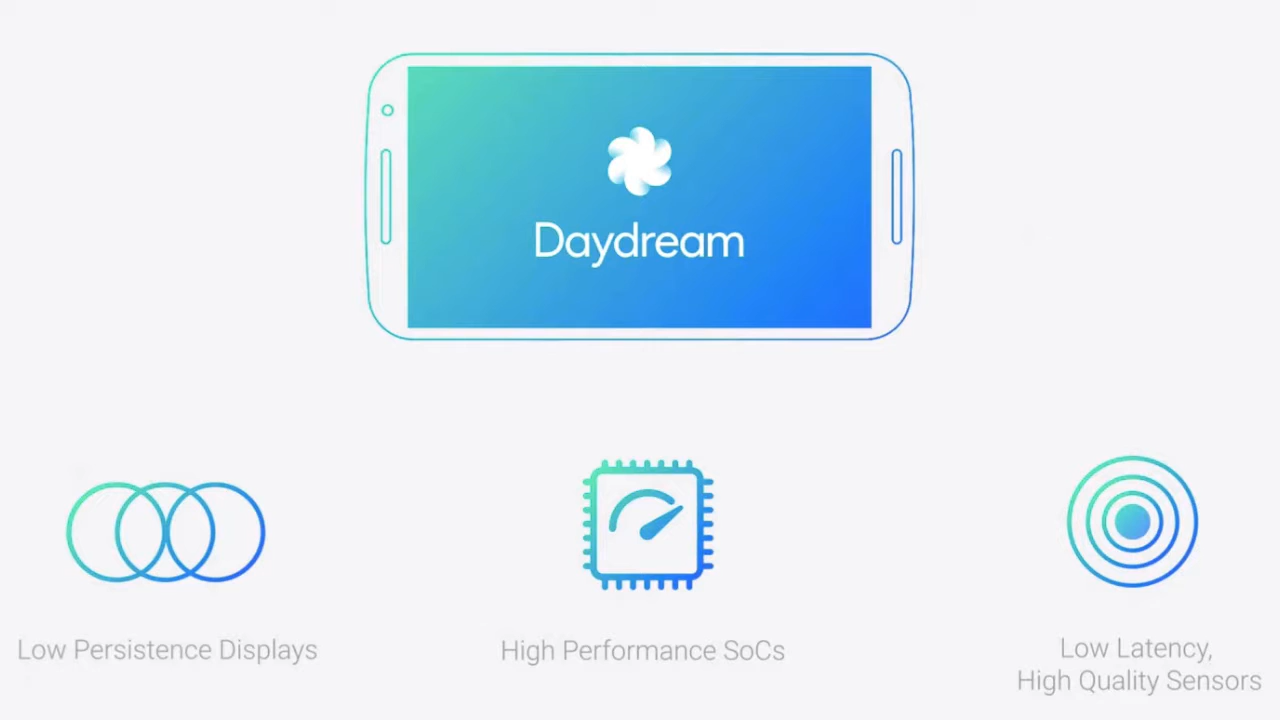 Daydream
Low Persistence Displays
High Performance SoCs
Low Latency,
High Quality Sensors